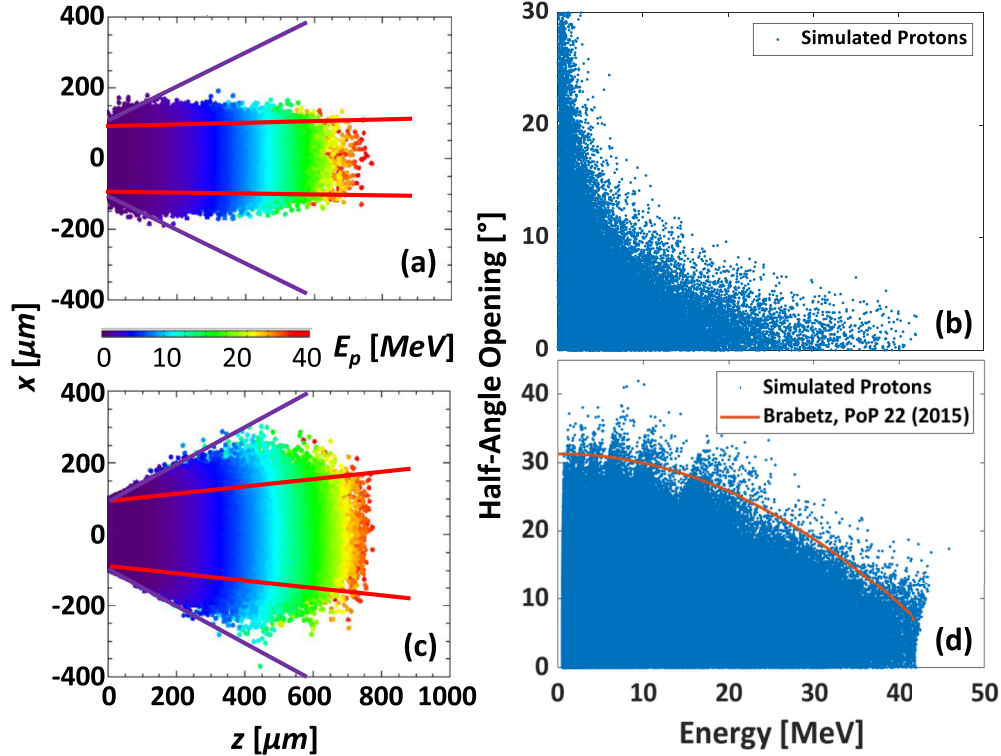 400
200
0
-200
-400
(a)
0
20
40
E_p [MeV]
x [μm]
400
200
0
-200
-400
(c)
0
200
400
600
800
1000
z [μm]
30
20
10
0
Simulated Protons
(b)
Half-Angle Opening [°]
40
30
20
10
0
Simulated Protons
Brabetz, PoP 22 (2015)
(d)
0
10
20
30
40
50
Energy [MeV]